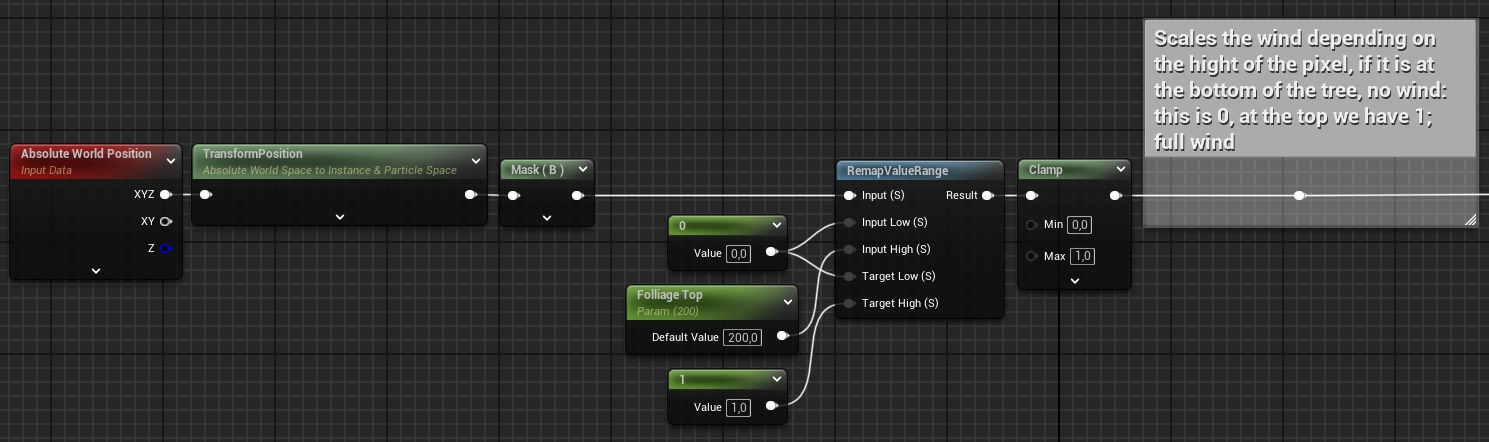 Scales the wind depending on
the hight of the pixel, if it is at
the bottom of the tree, no wind:
this is 0, at the top we have 1;
full wind
Absolute World Position
Input Data
XYZ
XY
Z
TransformPosition
Absolute World Space to Instance & Particle Space
Mask ( B )
0
Value 0,0
Folliage Top
Param (200)
Default Value 200,0
1
Value 1,0
RemapValueRange
Input (S) Result
Input Low (S)
Input High (S)
Target Low (S)
Target High (S)
Clamp
Min 0,0
Max 1,0